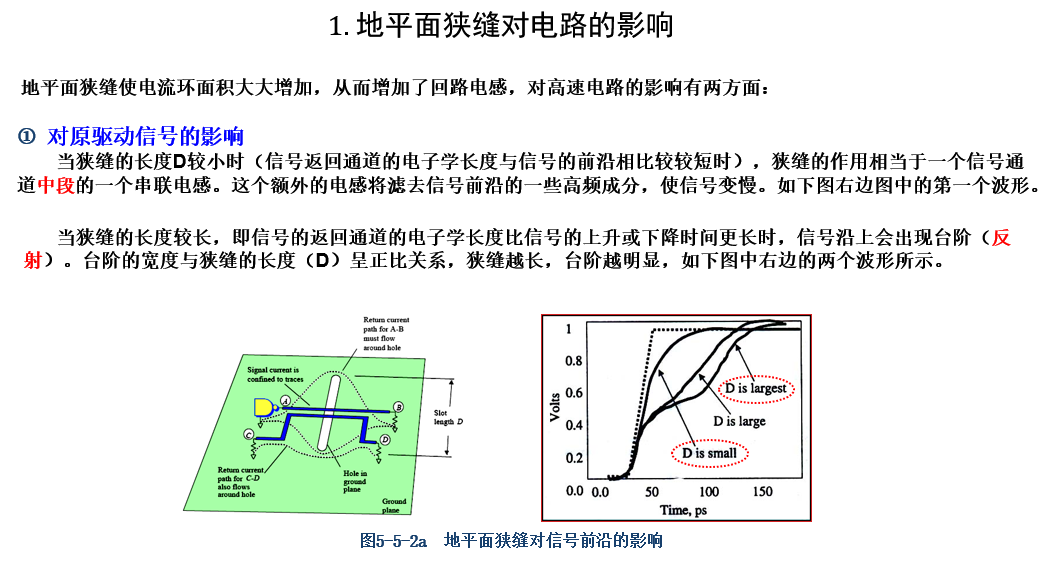 1. 地平面狭缝对电路的影响
地平面狭缝使电流环面积大大增加，从而增加了回路电感，对高速电路的影响有两方面：
① 对原驱动信号的影响
当狭缝的长度D较小时（信号返回通道的电子学长度与信号的前沿相比较较短时），狭缝的作用相当于一个信号通
道中段的一个串联电感。这个额外的电感将滤去信号前沿的一些高频成分，使信号变慢。如下图右边图中的第一个波形。
当狭缝的长度较长，即信号的返回通道的电子学长度比信号的上升或下降时间更长时，信号沿上会出现台阶（反
射）。台阶的宽度与狭缝的长度（D）呈正比关系，狭缝越长，台阶越明显，如下图中右边的两个波形所示。
Return current
path for A-B
must flow
around hole
Signal current is
confined to traces
A
B
C
D
Slot
length D
Return current
path for C-D
also flows
around hole
Hole in
ground
plane
Ground
plane
1
0.8
0.6
0.4
0.2
0.0
Volts
D is largest
D is large
D is small
0.0 50 100 150
Time, ps
图5-5-2a 地平面狭缝对信号前沿的影响